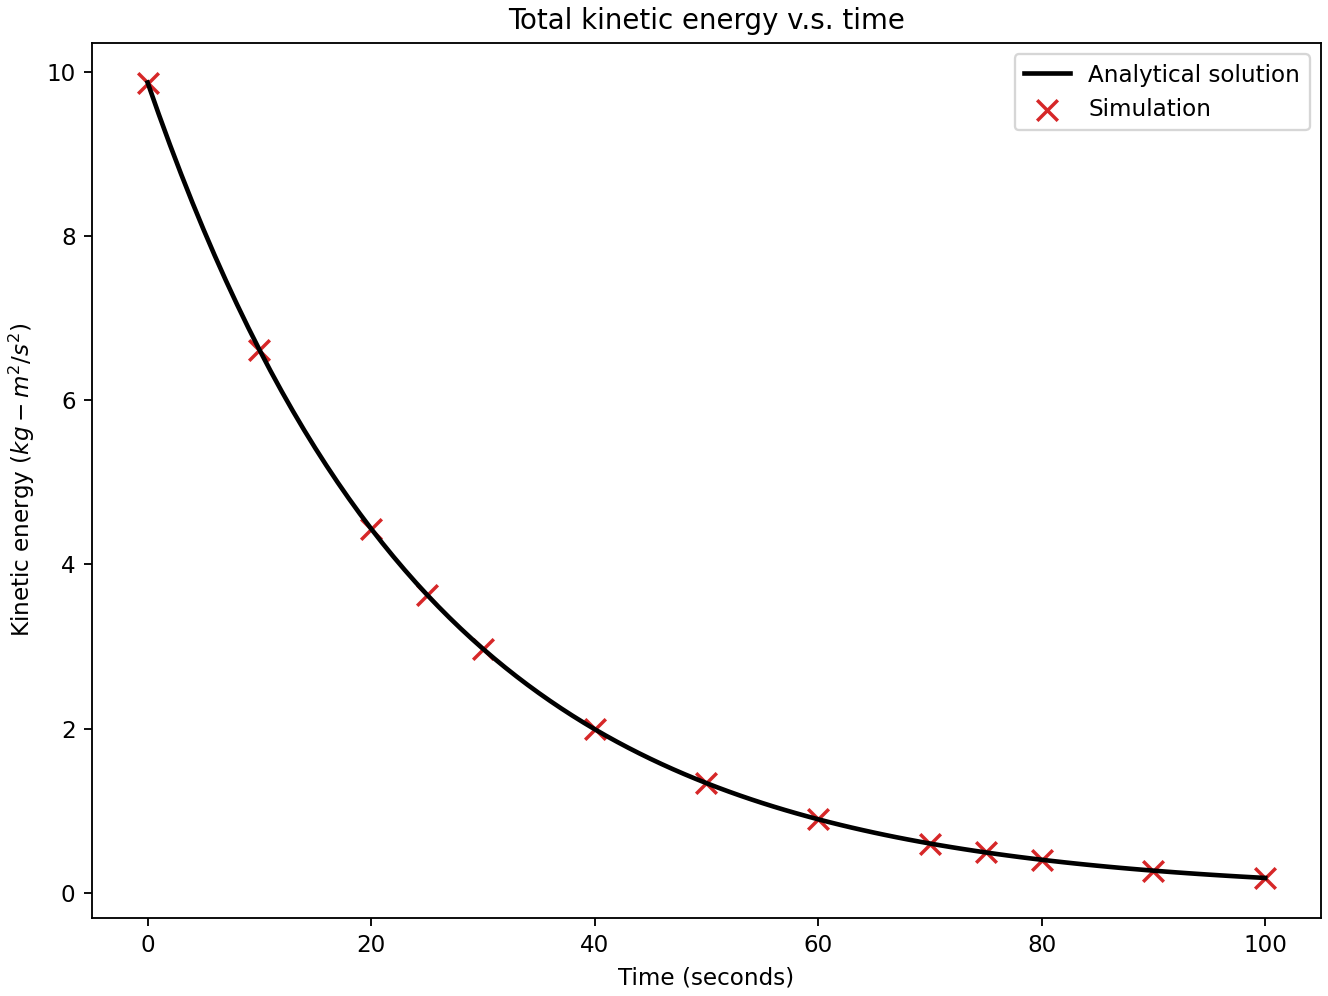 Total kinetic energy v.s. time
Analytical solution
Simulation
Kinetic energy (kg − m²/s²)
10
8
6
4
2
0
0 20 40 60 80 100
Time (seconds)